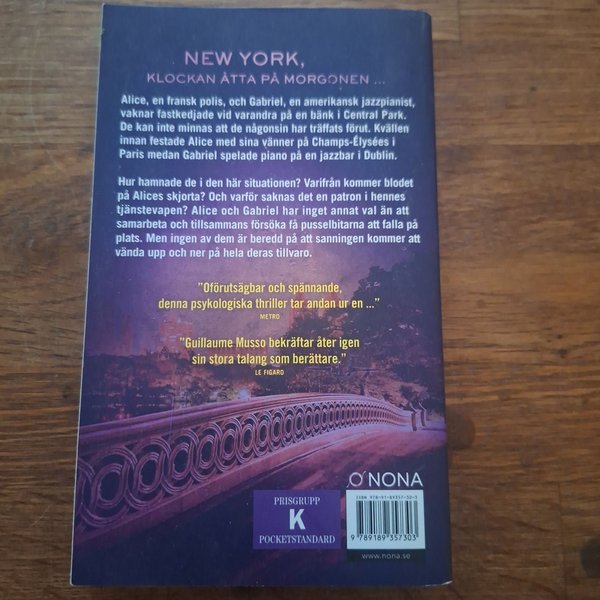 NEW YORK,
KLOCKAN ÅTTA PÅ MORGONEN ...
Alice, en fransk polis, och Gabriel, en amerikansk jazzpianist,
vaknar fastkedjade vid varandra på en bänk i Central Park.
De kan inte minnas att de någonsin har träffats förut. Kvällen
innan festade Alice med sina vänner på Champs-Élysées i
Paris medan Gabriel spelade piano på en jazzbar i Dublin.
Hur hamnade de i den här situationen? Varifrån kommer blodet
på Alices skjorta? Och varför saknas det en patron i hennes
tjänstevapen? Alice och Gabriel har inget annat val än att
samarbeta och tillsammans försöka få pusselbitarna att falla på
plats. Men ingen av dem är beredd på att sanningen kommer att
vända upp och ner på hela deras tillvaro.
"Oförutsägbar och spännande,
denna psykologiska thriller tar andan ur en ..."
METRO
"Guillaume Musso bekräftar åter igen
sin stora talang som berättare."
LE FIGARO
NONA
PRISGRUPP
K
POCKETSTANDARD
ISBN 978-91-89357-30-3
9 789189 357303
www.nona.se